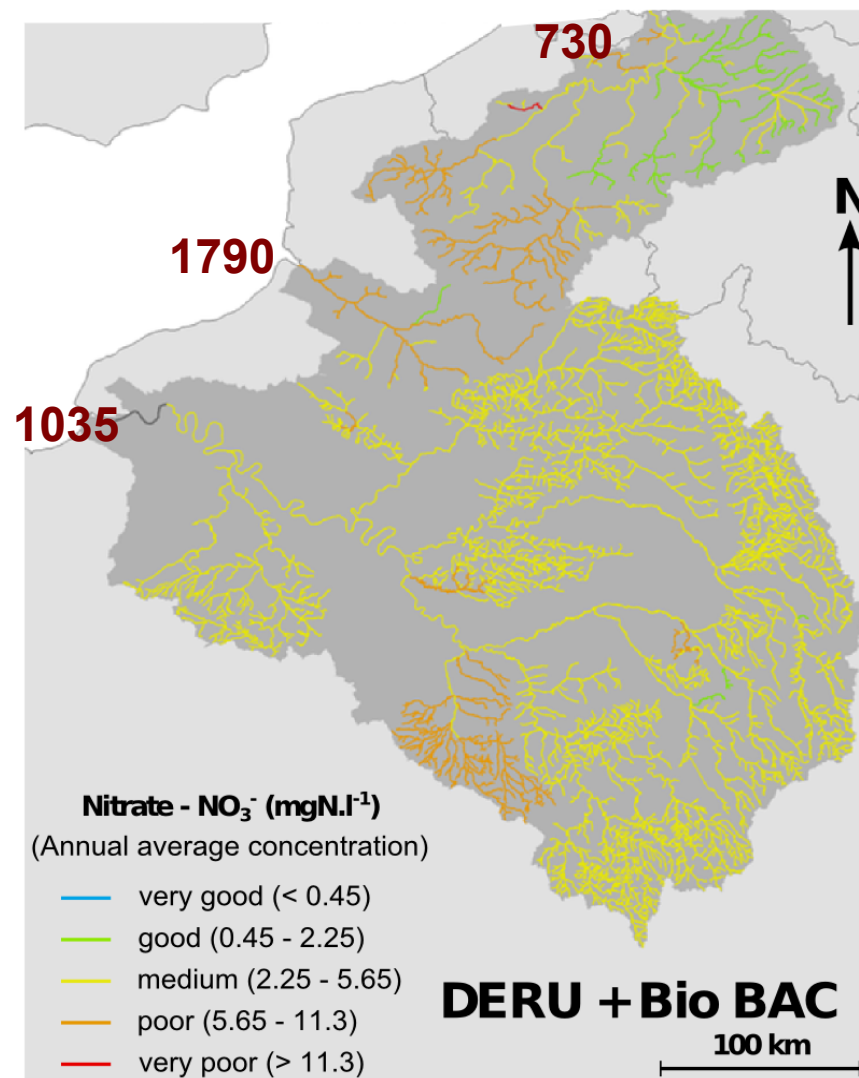 730
N
1790
1035
Nitrate - NO₃⁻ (mgN.l⁻¹)
(Annual average concentration)
very good (< 0.45)
good (0.45 - 2.25)
medium (2.25 - 5.65)
poor (5.65 - 11.3)
very poor (> 11.3)
DERU + Bio BAC
100 km